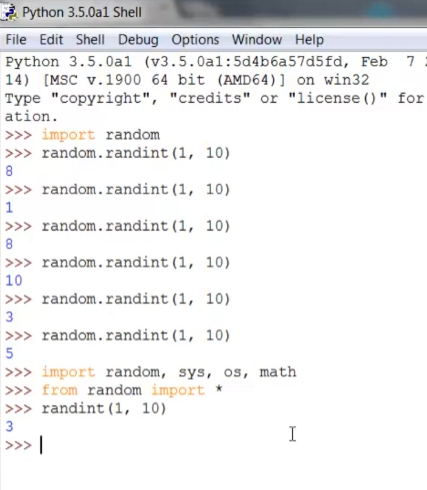 Python 3.5.0a1 Shell
File Edit Shell Debug Options Window Help
Python 3.5.0a1 (v3.5.0a1:5d4b6a57d5fd, Feb 7
14) [MSC v.1900 64 bit (AMD64)] on win32
Type "copyright", "credits" or "license()" for
ation.
>>> import random
>>> random.randint(1, 10)
8
>>> random.randint(1, 10)
1
>>> random.randint(1, 10)
8
>>> random.randint(1, 10)
10
>>> random.randint(1, 10)
3
>>> random.randint(1, 10)
5
>>> import random, sys, os, math
>>> from random import *
>>> randint(1, 10)
3
>>>